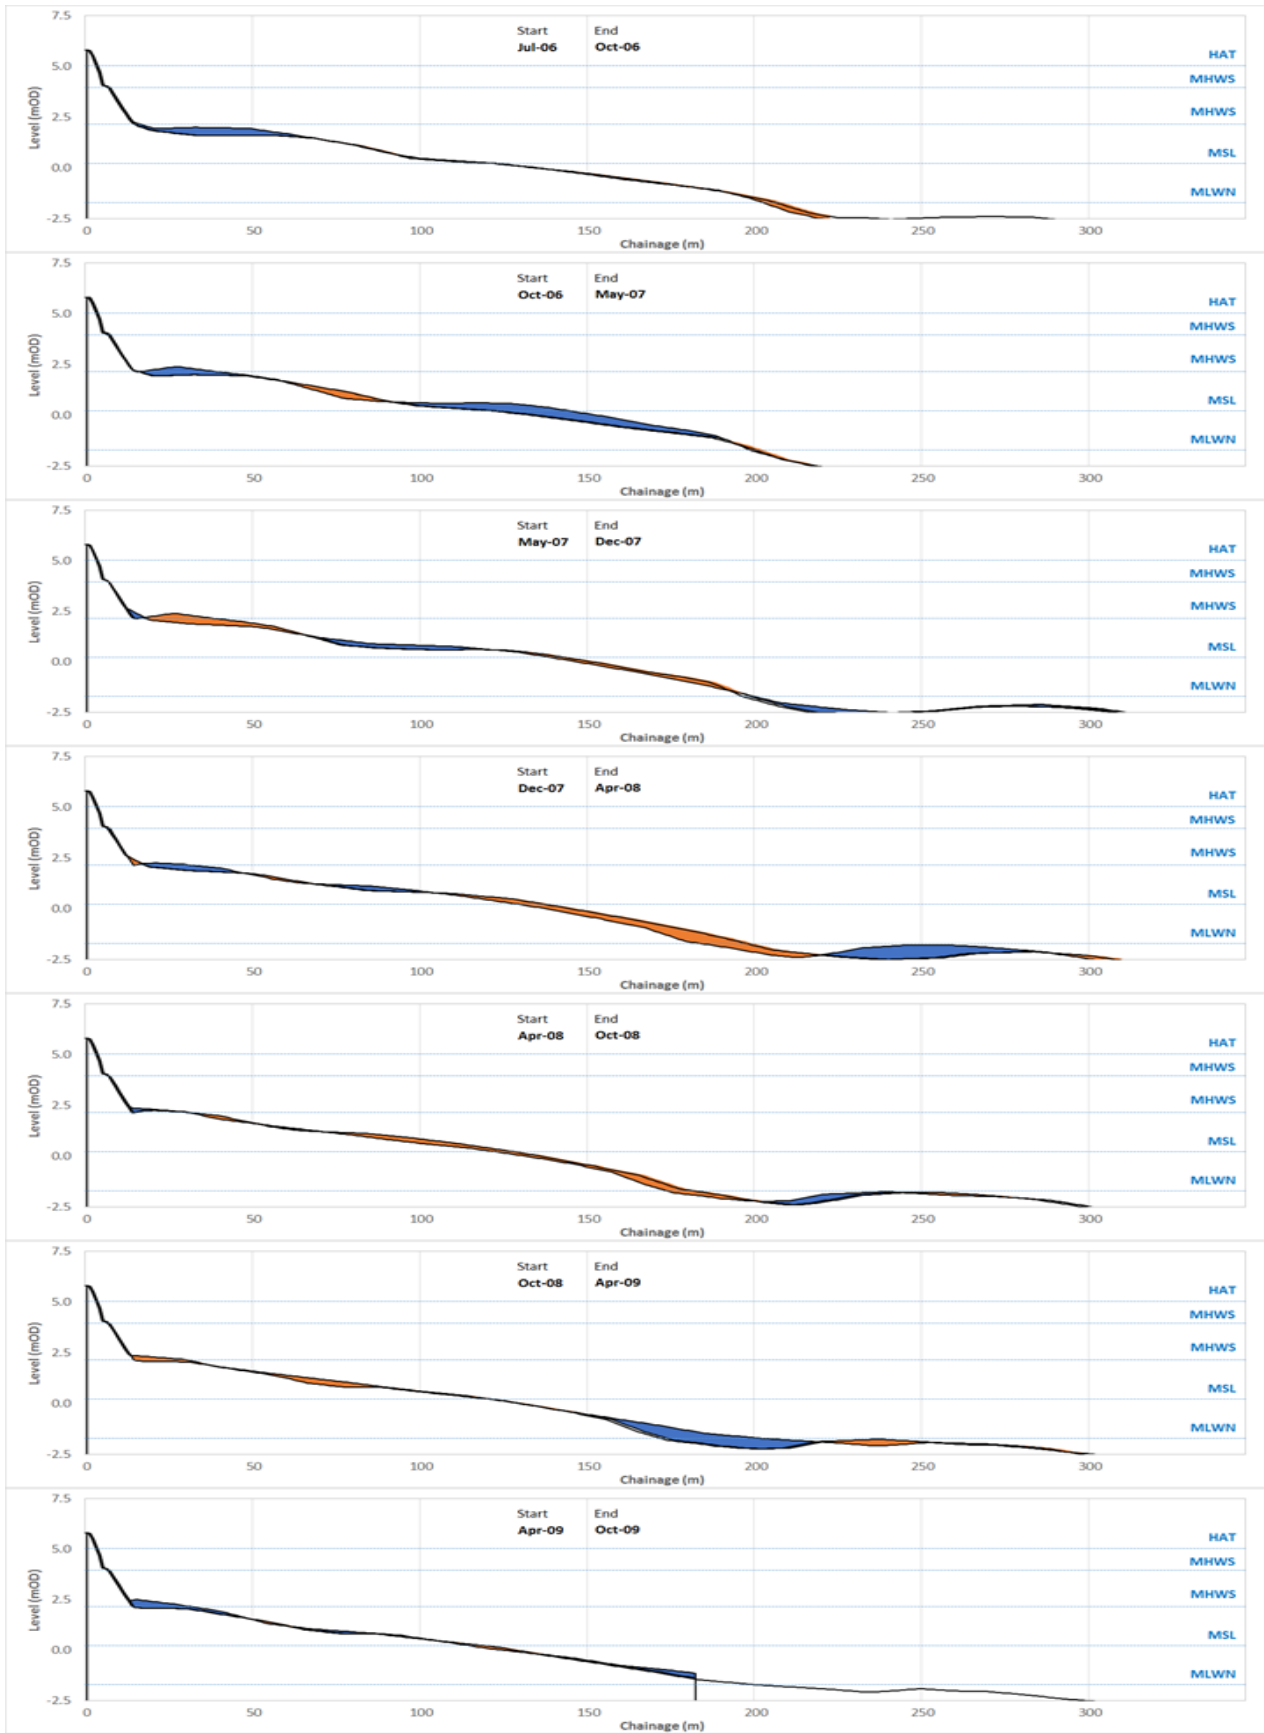 7.5
Start End
Jul-06 Oct-06
HAT
5.0
MHWS
Level (mOD)
2.5
MHWS
MSL
0.0
MLWN
-2.5
0 50 100 150 200 250 300
Chainage (m)
7.5
Start End
Oct-06 May-07
HAT
5.0
MHWS
Level (mOD)
2.5
MHWS
MSL
0.0
MLWN
-2.5
0 50 100 150 200 250 300
Chainage (m)
7.5
Start End
May-07 Dec-07
HAT
5.0
MHWS
Level (mOD)
2.5
MHWS
MSL
0.0
MLWN
-2.5
0 50 100 150 200 250 300
Chainage (m)
7.5
Start End
Dec-07 Apr-08
HAT
5.0
MHWS
Level (mOD)
2.5
MHWS
MSL
0.0
MLWN
-2.5
0 50 100 150 200 250 300
Chainage (m)
7.5
Start End
Apr-08 Oct-08
HAT
5.0
MHWS
Level (mOD)
2.5
MHWS
MSL
0.0
MLWN
-2.5
0 50 100 150 200 250 300
Chainage (m)
7.5
Start End
Oct-08 Apr-09
HAT
5.0
MHWS
Level (mOD)
2.5
MHWS
MSL
0.0
MLWN
-2.5
0 50 100 150 200 250 300
Chainage (m)
7.5
Start End
Apr-09 Oct-09
HAT
5.0
MHWS
Level (mOD)
2.5
MHWS
MSL
0.0
MLWN
-2.5
0 50 100 150 200 250 300
Chainage (m)